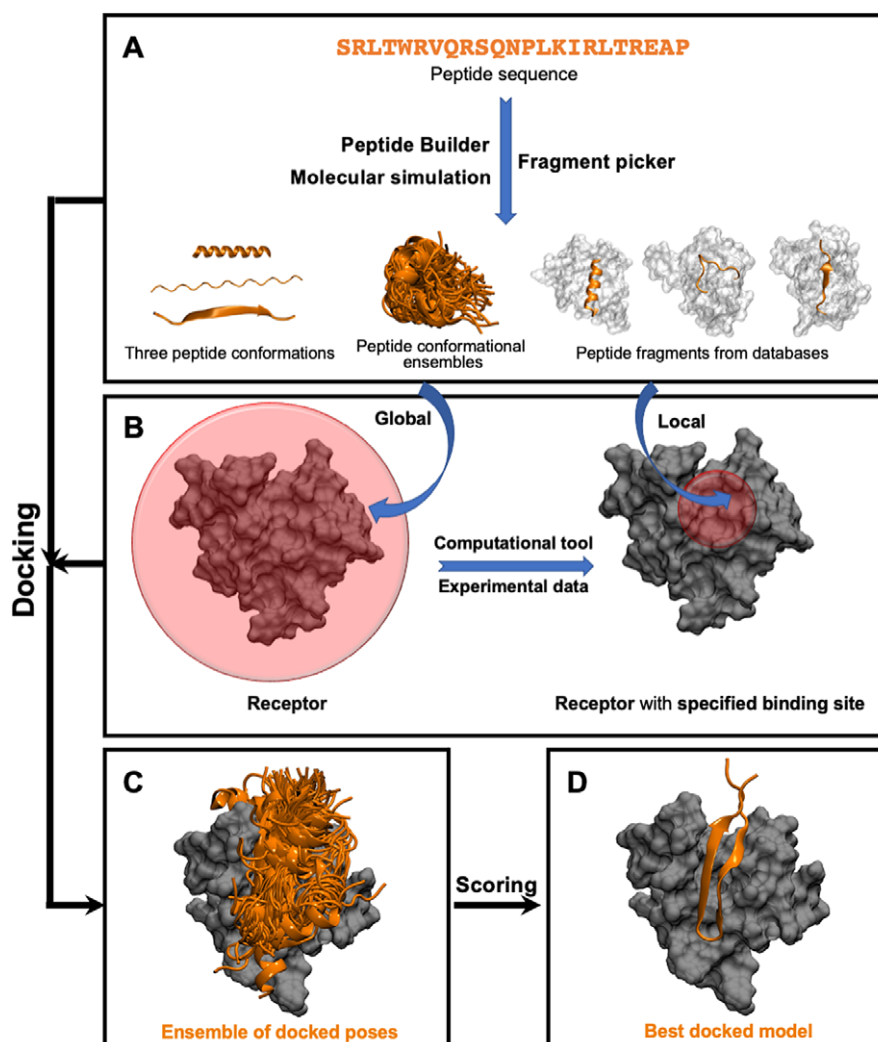 A
SRLTWRVQRSQNPLKIRLTREAP
Peptide sequence
Peptide Builder
Molecular simulation
Fragment picker
Three peptide conformations
Peptide conformational
ensembles
Peptide fragments from databases
B
Global
Local
Computational tool
Experimental data
Receptor
Receptor with specified binding site
Docking
C
Ensemble of docked poses
Scoring
D
Best docked model